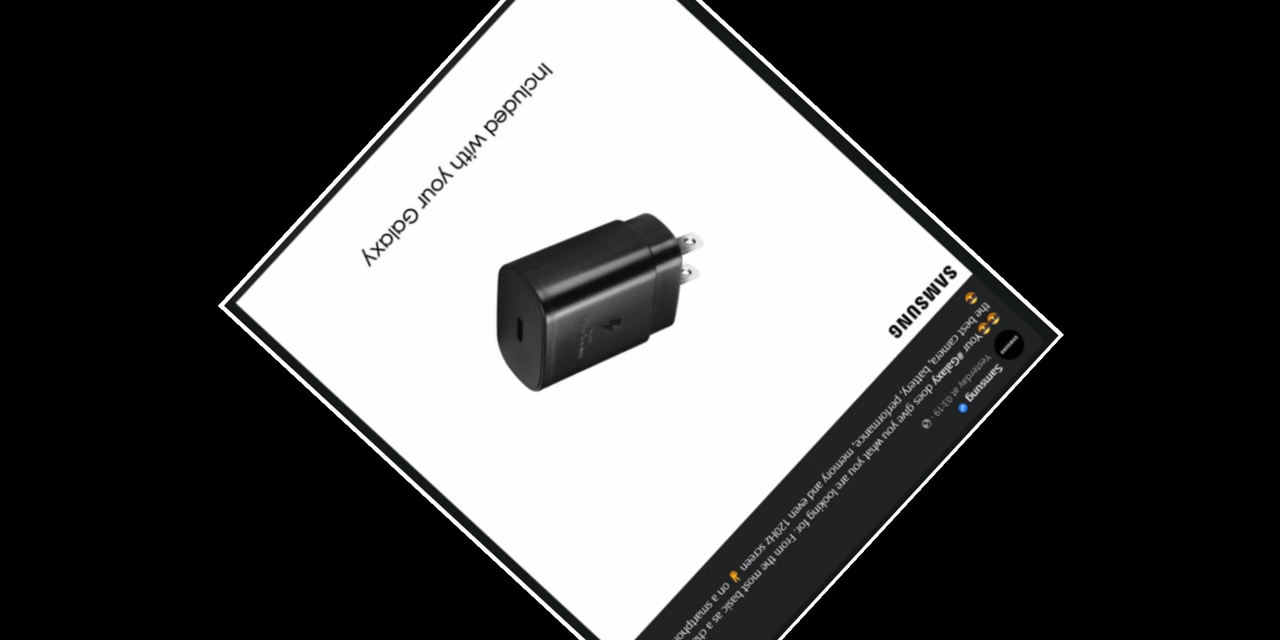 Samsung
Yesterday at 03:19
Your #Galaxy does give you what you are looking for. From the most basic as a
the best camera, battery, performance, memory and even 120Hz screen on a
SAMSUNG
Included with your Galaxy